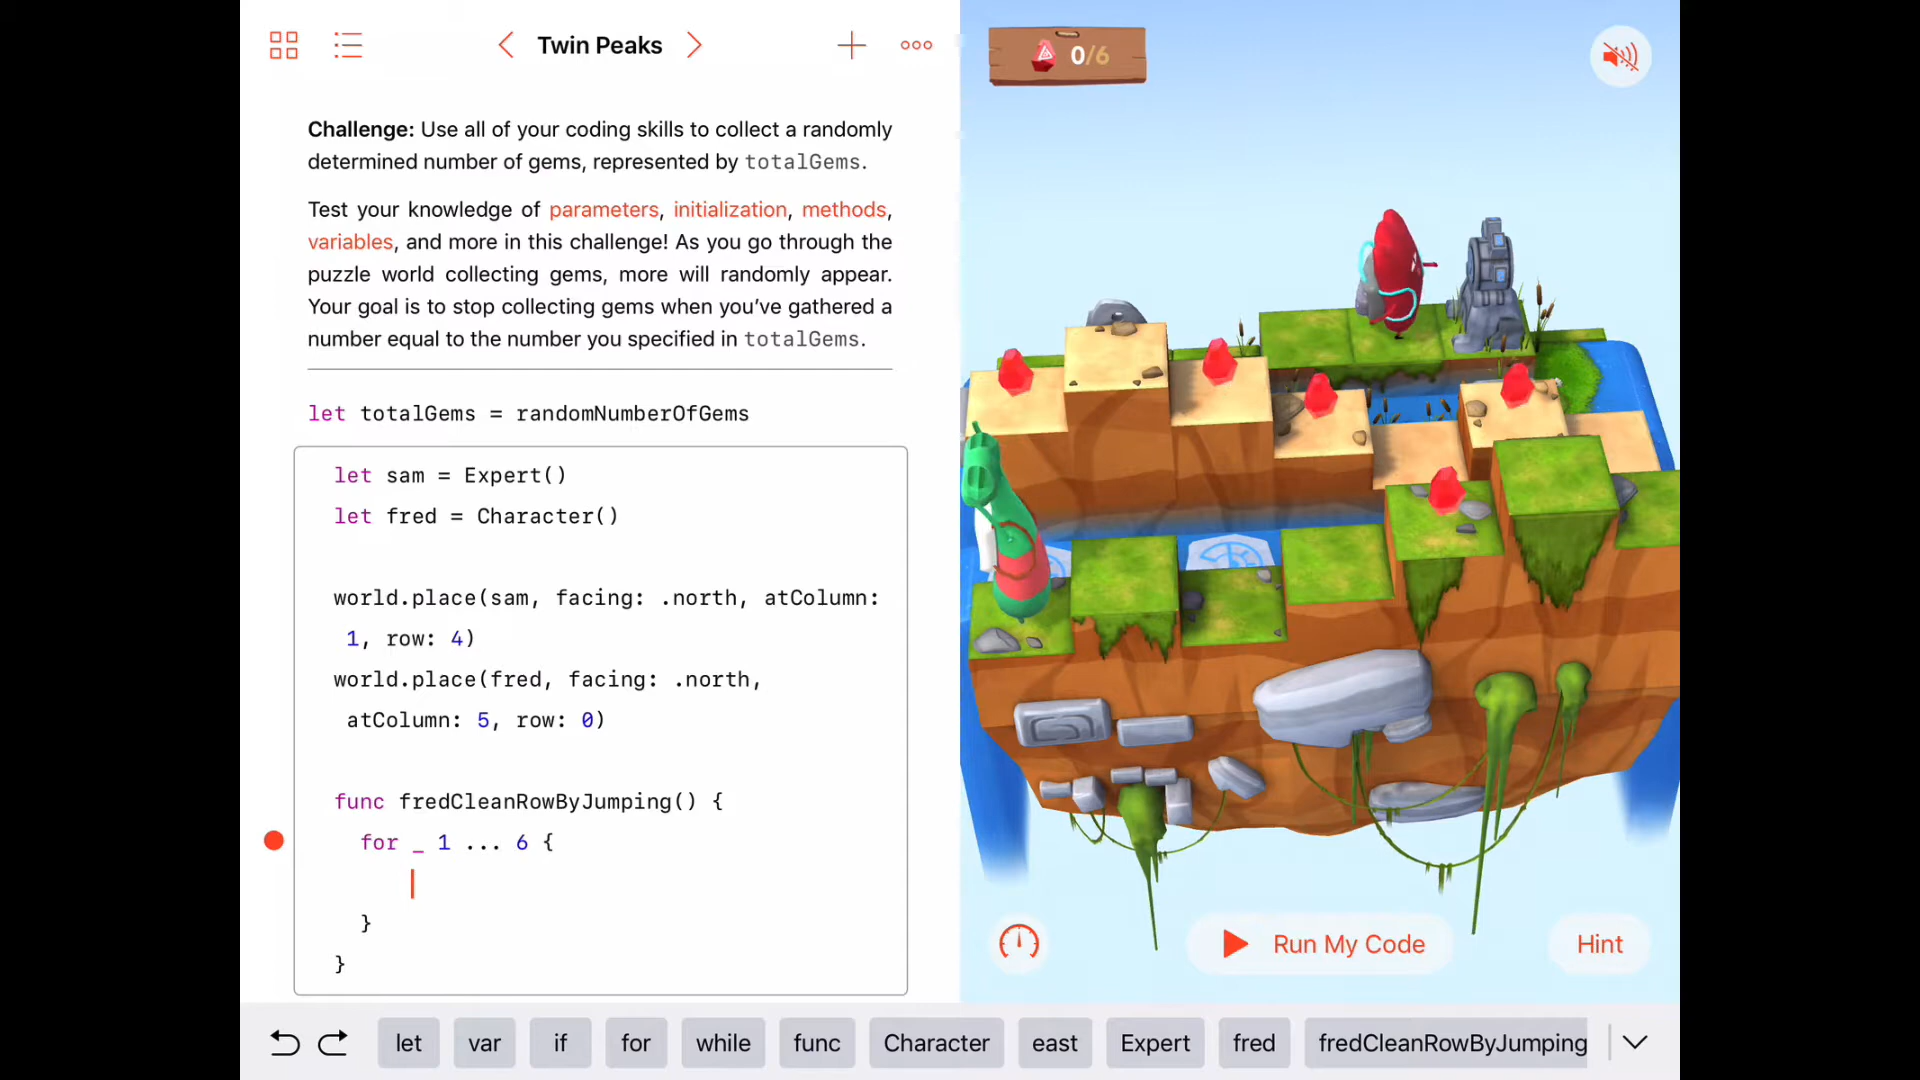 Twin Peaks
0/6
Challenge: Use all of your coding skills to collect a randomly
determined number of gems, represented by totalGems.
Test your knowledge of parameters, initialization, methods,
variables, and more in this challenge! As you go through the
puzzle world collecting gems, more will randomly appear.
Your goal is to stop collecting gems when you’ve gathered a
number equal to the number you specified in totalGems.
let totalGems = randomNumberOfGems
let sam = Expert()
let fred = Character()
world.place(sam, facing: .north, atColumn:
1, row: 4)
world.place(fred, facing: .north,
atColumn: 5, row: 0)
func fredCleanRowByJumping() {
for _ 1 ... 6 {
}
}
Run My Code
Hint
let var if for while func Character east Expert fred fredCleanRowByJumping